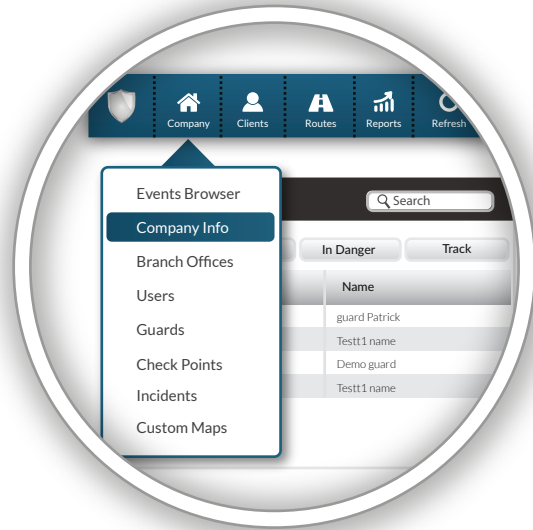 Company
Clients
Routes
Reports
Refresh
Search
Events Browser
Company Info
Branch Offices
Users
Guards
Check Points
Incidents
Custom Maps
In Danger
Track
Name
guard Patrick
Testt1 name
Demo guard
Testt1 name